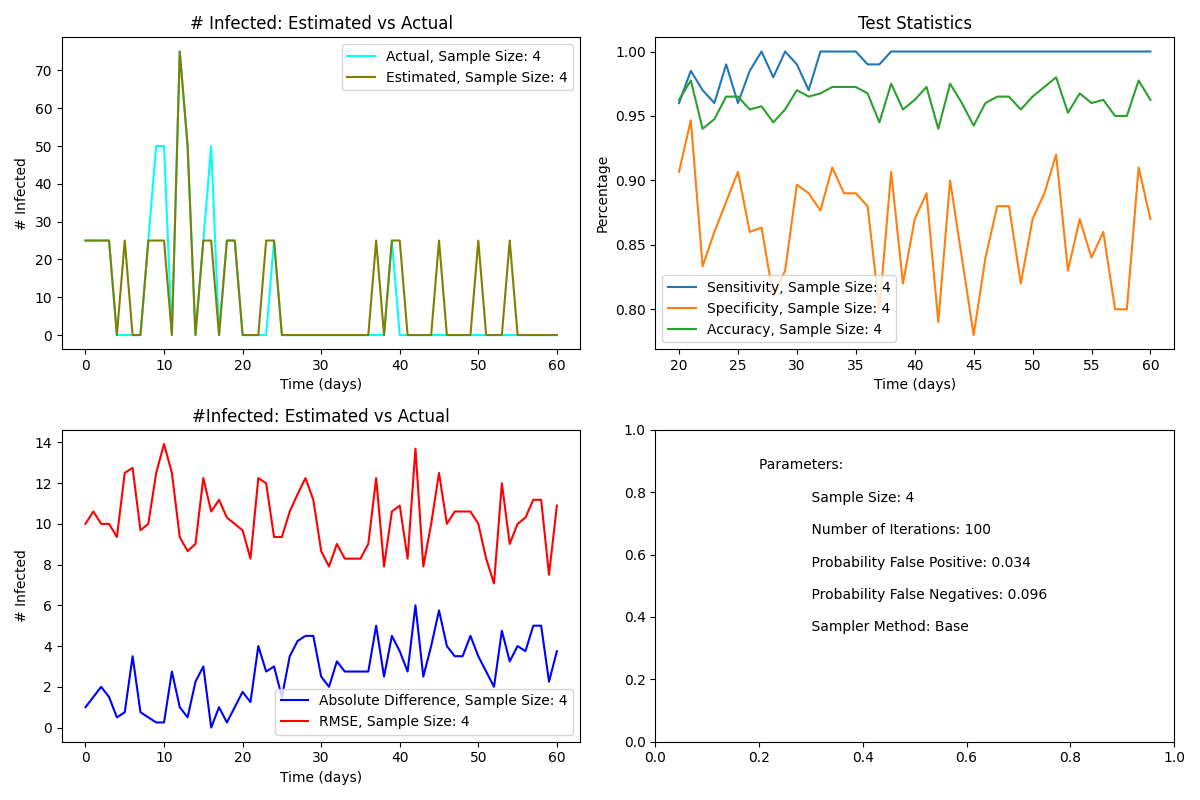 # Infected: Estimated vs Actual
# Infected
70
60
50
40
30
20
10
0
Actual, Sample Size: 4
Estimated, Sample Size: 4
0 10 20 30 40 50 60
Time (days)
Test Statistics
Percentage
1.00
0.95
0.90
0.85
0.80
Sensitivity, Sample Size: 4
Specificity, Sample Size: 4
Accuracy, Sample Size: 4
20 25 30 35 40 45 50 55 60
Time (days)
#Infected: Estimated vs Actual
# Infected
14
12
10
8
6
4
2
0
Absolute Difference, Sample Size: 4
RMSE, Sample Size: 4
0 10 20 30 40 50 60
Time (days)
1.0
0.8
0.6
0.4
0.2
0.0
Parameters:
Sample Size: 4
Number of Iterations: 100
Probability False Positive: 0.034
Probability False Negatives: 0.096
Sampler Method: Base
0.0 0.2 0.4 0.6 0.8 1.0